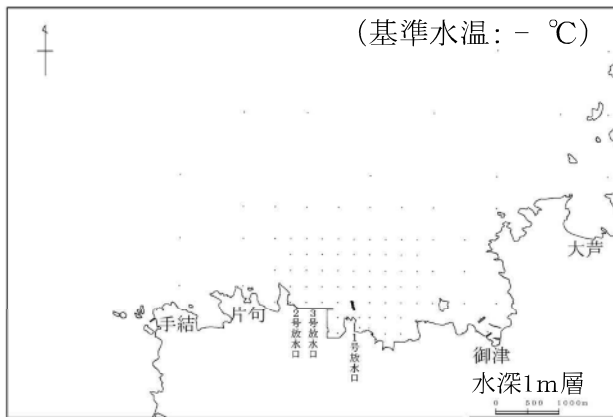 (基準水温: - ℃)
大芦
手結
片句
2号放水口
3号放水口
1号放水口
御津
水深1m層
0 500 1000m